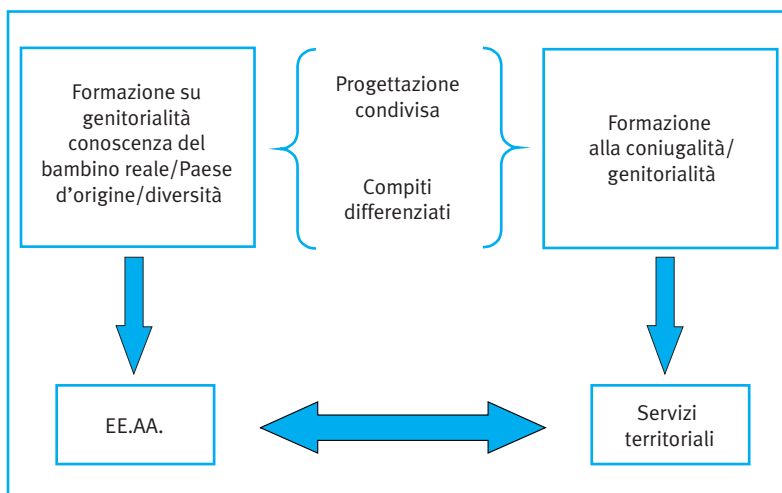 Formazione su
genitorialità
conoscenza del
bambino reale/Paese
d’origine/diversità
Progettazione
condivisa
Compiti
differenziati
Formazione
alla coniugalità/
genitorialità
EE.AA.
Servizi
territoriali